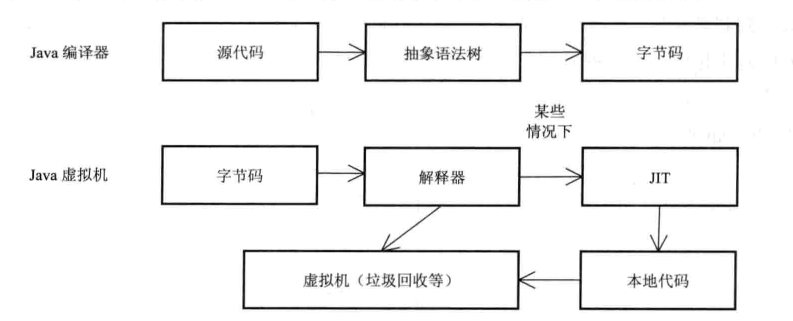 Java 编译器
源代码
抽象语法树
字节码
某些
情况下
Java 虚拟机
字节码
解释器
JIT
虚拟机（垃圾回收等）
本地代码